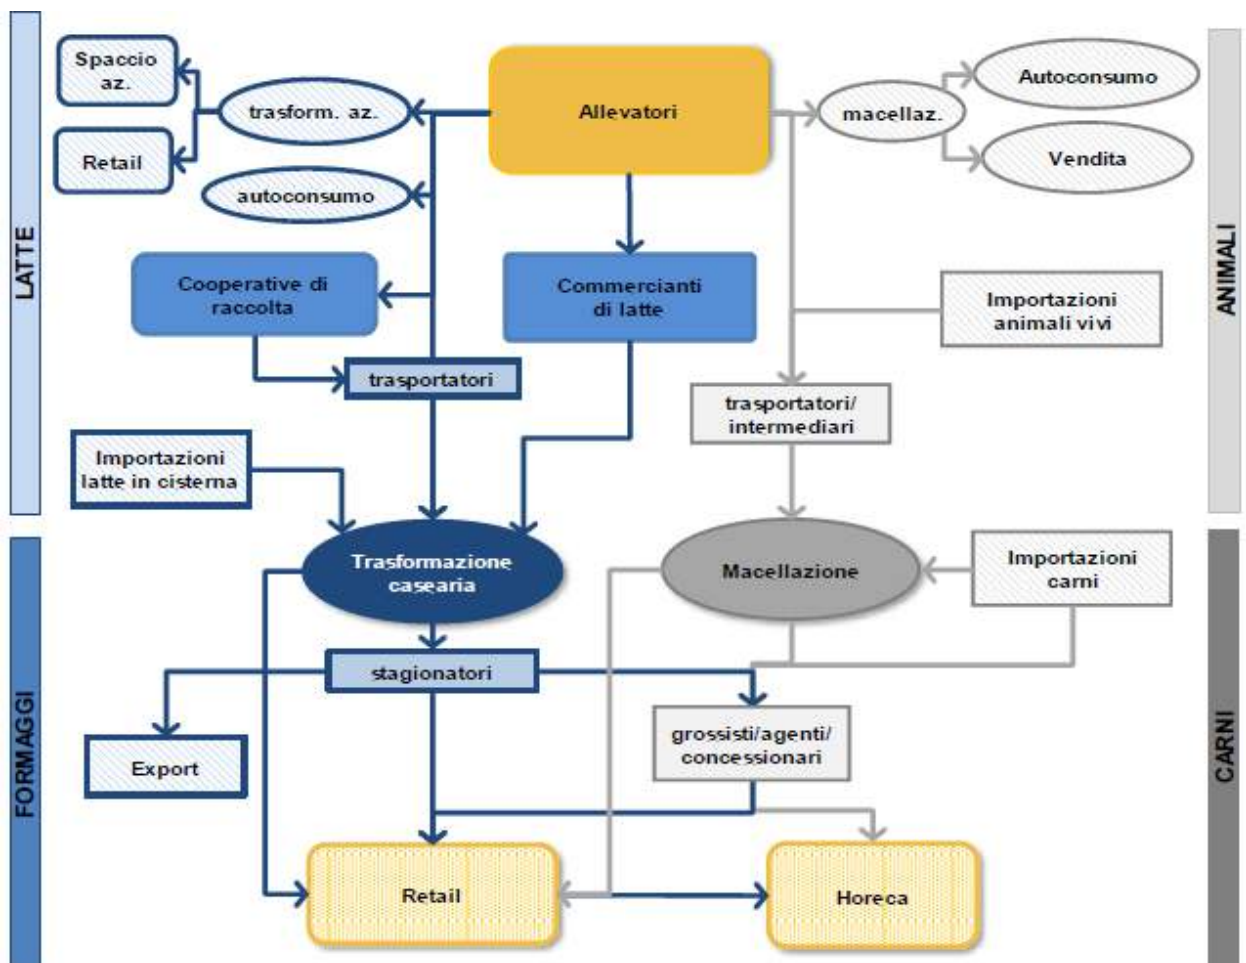 LATTE
FORMAGGI
ANIMALI
CARNI
Spaccio
az.
Retail
trasform. az.
autoconsumo
Allevatori
macellaz.
Autoconsumo
Vendita
Cooperative di
raccolta
Commercianti
di latte
Importazioni
animali vivi
trasportatori
trasportatori/
intermediari
Importazioni
latte in cisterna
Trasformazione
casearia
Macellazione
Importazioni
carni
stagionatori
Export
grossisti/agenti/
concessionari
Retail
Horeca